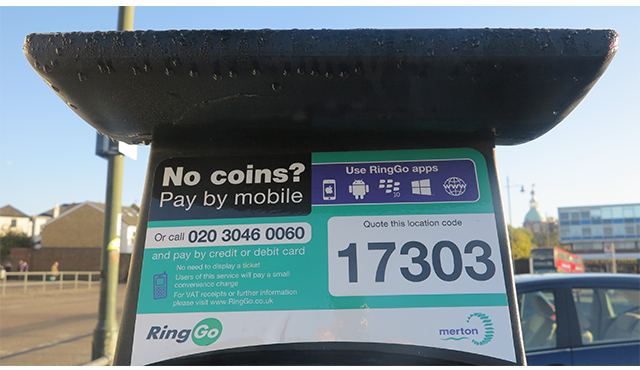 No coins?
Pay by mobile
Use RingGo apps
10
www
Or call 020 3046 0060
and pay by credit or debit card
No need to display a ticket
Users of this service will pay a small
convenience charge
For VAT receipts or further information
please visit www.RingGo.co.uk
Quote this location code
17303
RingGo
merton